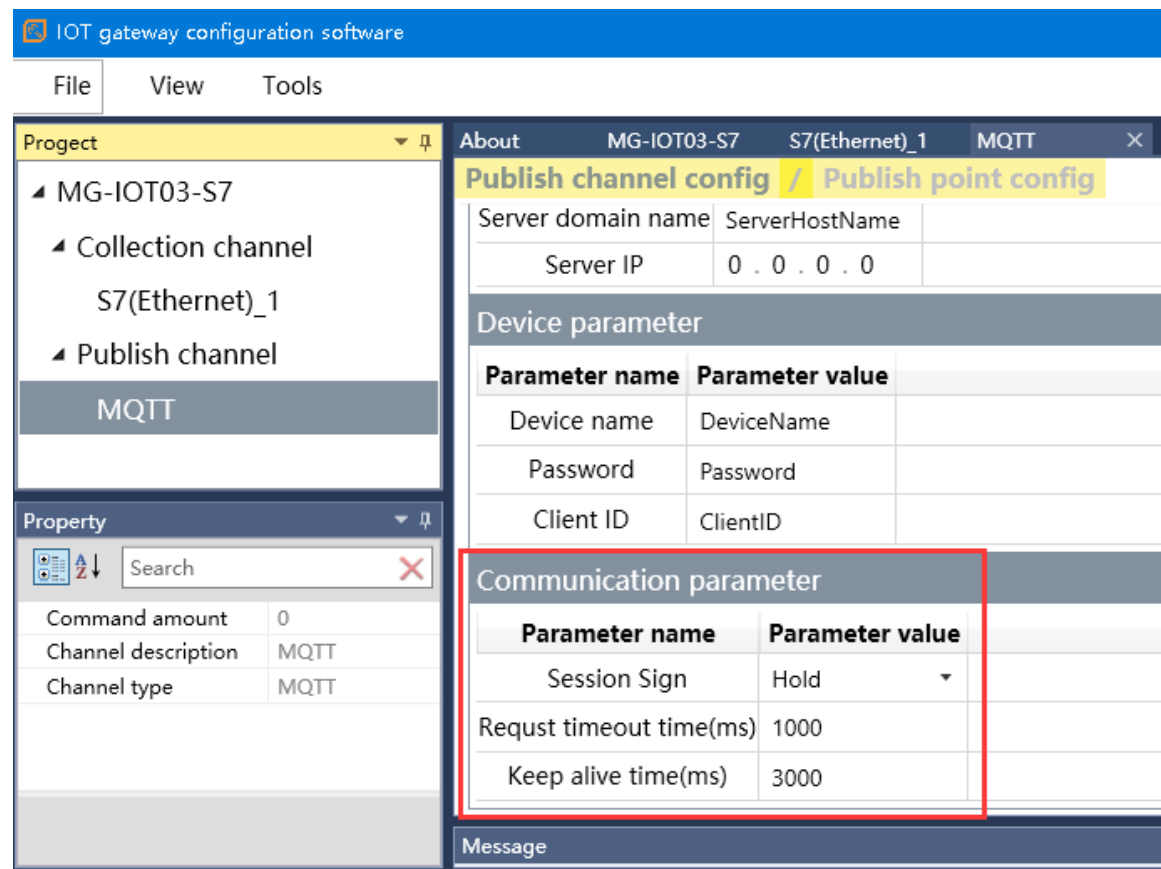 IOT gateway configuration software
File View Tools
Progect
MG-IOT03-S7
Collection channel
S7(Ethernet)_1
Publish channel
MQTT
Property
Search
Command amount 0
Channel description MQTT
Channel type MQTT
About MG-IOT03-S7 S7(Ethernet)_1 MQTT
Publish channel config / Publish point config
Server domain name ServerHostName
Server IP 0 . 0 . 0 . 0
Device parameter
Parameter name Parameter value
Device name DeviceName
Password Password
Client ID ClientID
Communication parameter
Parameter name Parameter value
Session Sign Hold
Requst timeout time(ms) 1000
Keep alive time(ms) 3000
Message